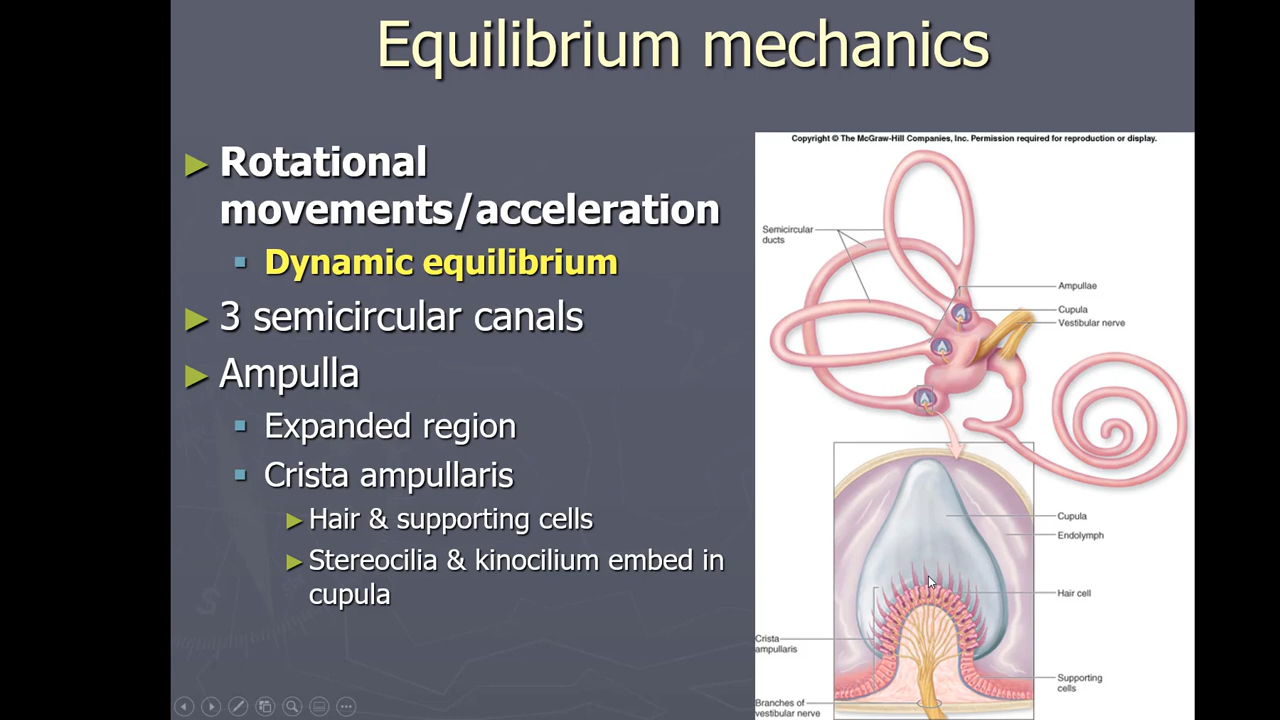 Equilibrium mechanics
Rotational
movements/acceleration
Dynamic equilibrium
3 semicircular canals
Ampulla
Expanded region
Crista ampullaris
Hair & supporting cells
Stereocilia & kinocilium embed in
cupula
Copyright © The McGraw-Hill Companies, Inc. Permission required for reproduction or display.
Semicircular
ducts
Ampullae
Cupula
Vestibular nerve
Cupula
Endolymph
Hair cell
Crista
ampullaris
Supporting
cells
Branches of
vestibular nerve